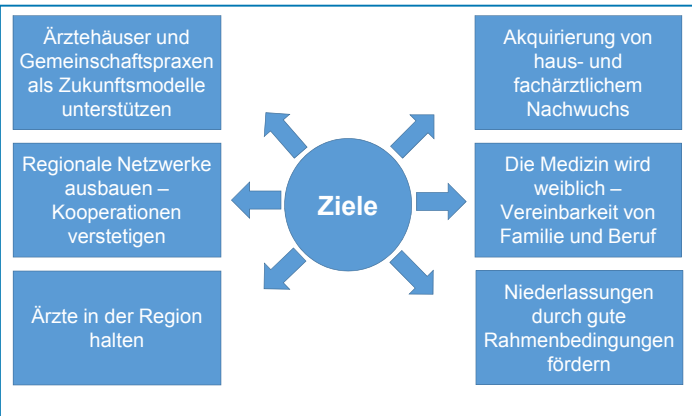 Ärztehäuser und
Gemeinschaftspraxen
als Zukunftsmodelle
unterstützen
Regionale Netzwerke
ausbauen –
Kooperationen
verstetigen
Ärzte in der Region
halten
Ziele
Akquirierung von
haus- und
fachärztlichem
Nachwuchs
Die Medizin wird
weiblich –
Vereinbarkeit von
Familie und Beruf
Niederlassungen
durch gute
Rahmenbedingungen
fördern